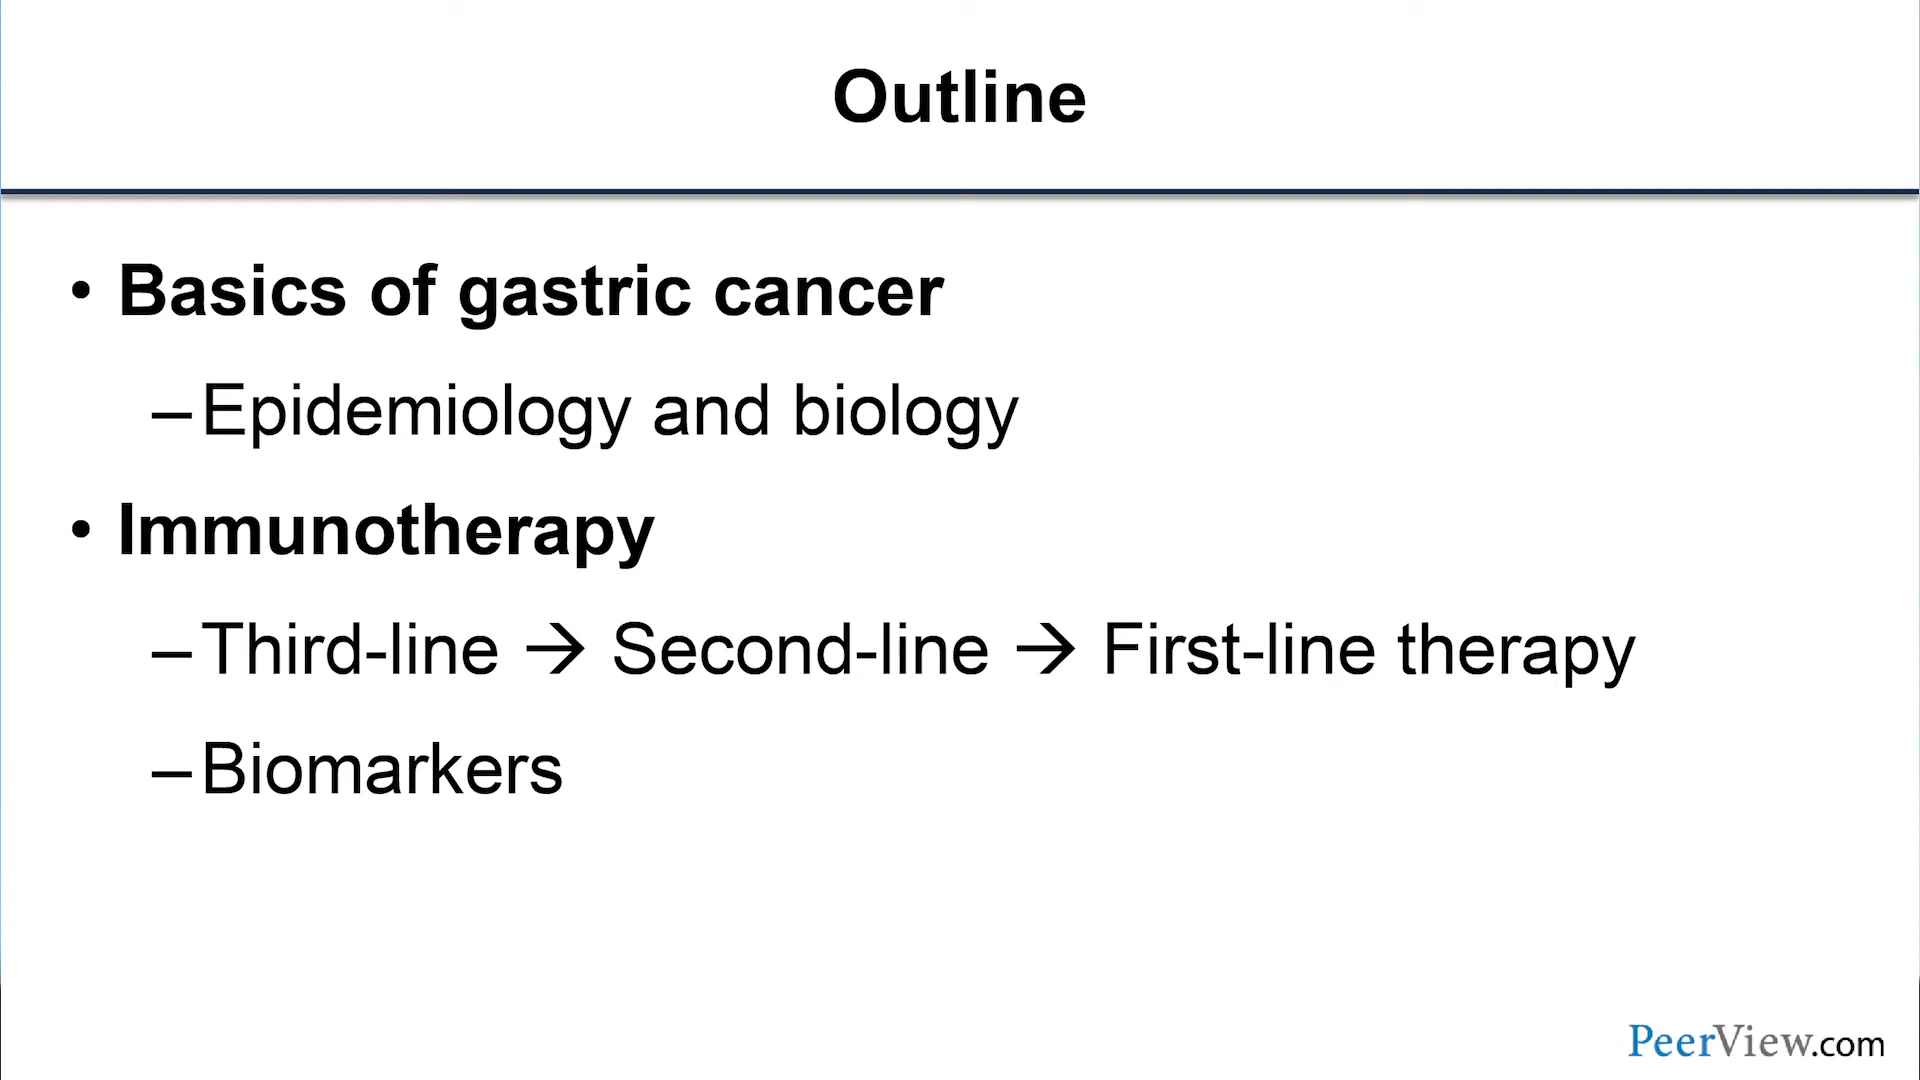 Outline
• Basics of gastric cancer
–Epidemiology and biology
• Immunotherapy
–Third-line → Second-line → First-line therapy
–Biomarkers
PeerView.com